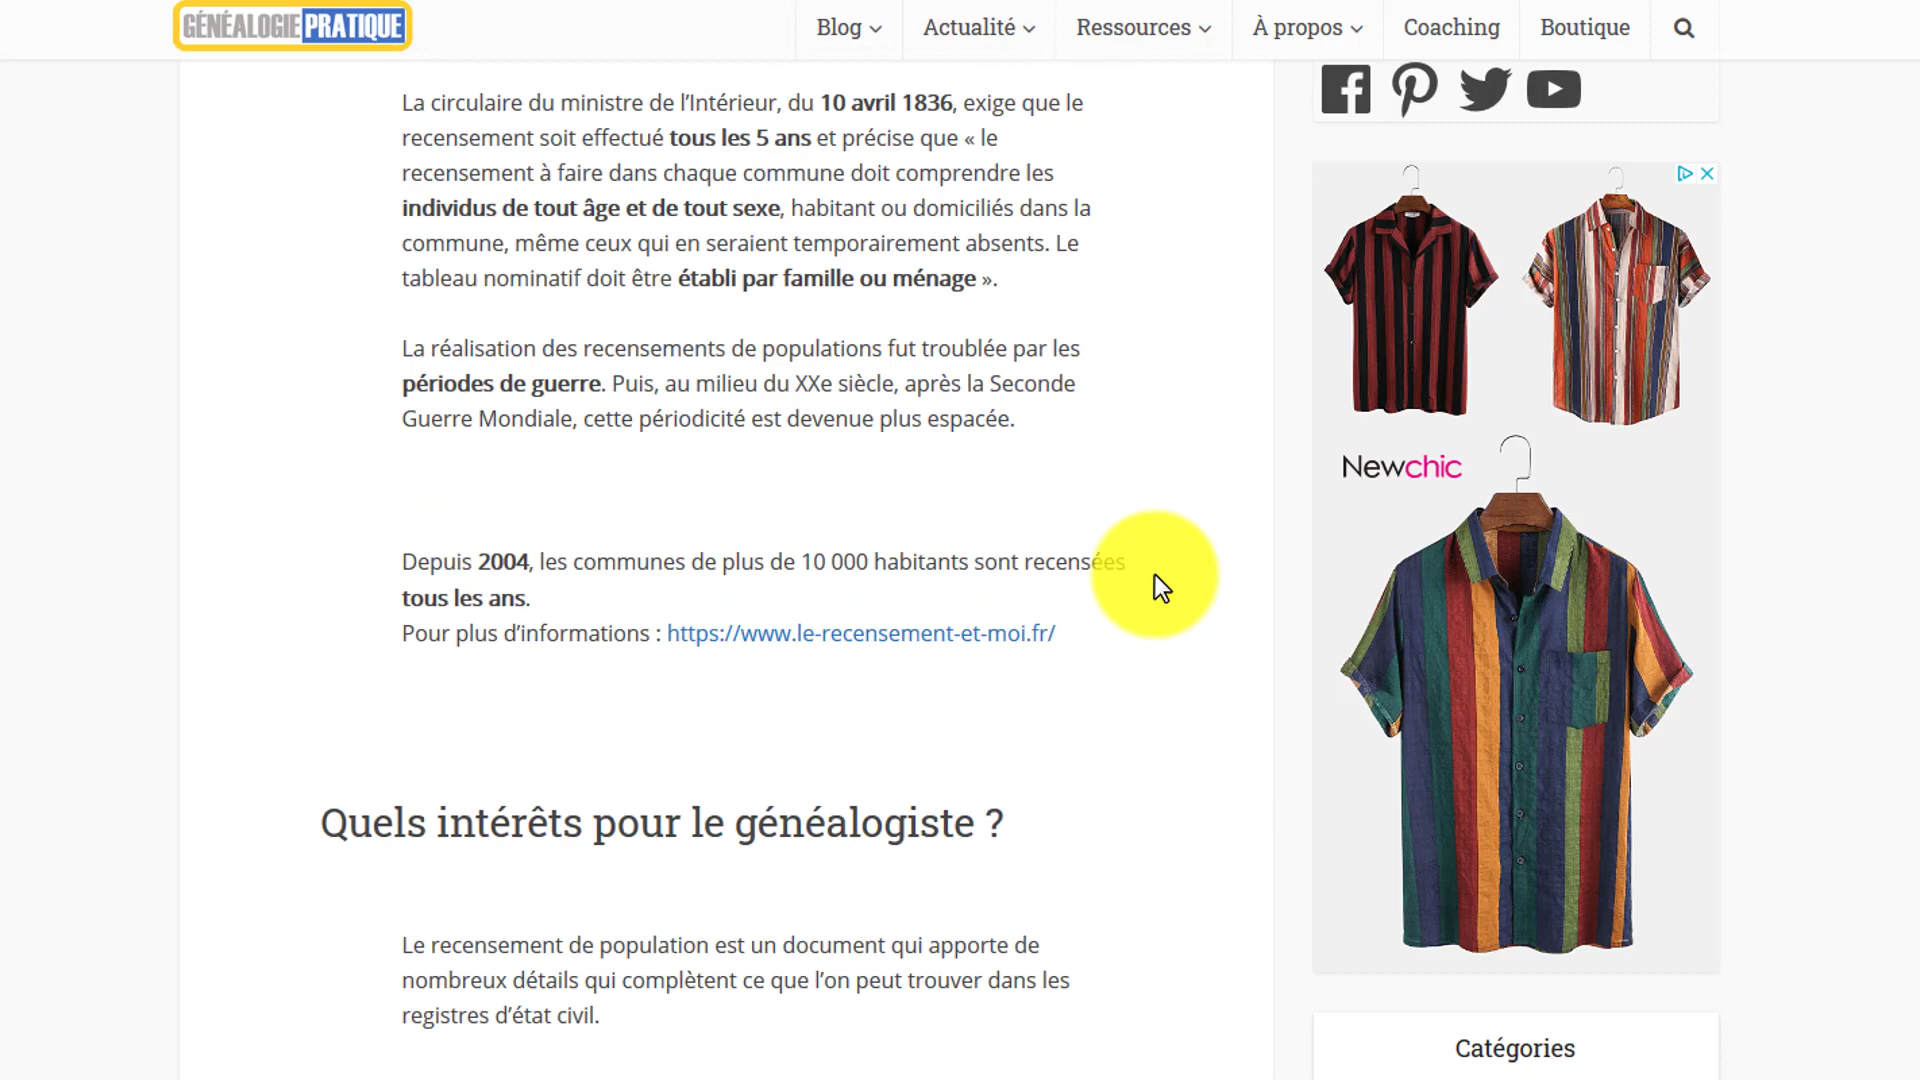 GÉNÉALOGIEPRATIQUE
Blog
Actualité
Ressources
À propos
Coaching
Boutique
La circulaire du ministre de l’Intérieur, du 10 avril 1836, exige que le
recensement soit effectué tous les 5 ans et précise que « le
recensement à faire dans chaque commune doit comprendre les
individus de tout âge et de tout sexe, habitant ou domiciliés dans la
commune, même ceux qui en seraient temporairement absents. Le
tableau nominatif doit être établi par famille ou ménage ».
La réalisation des recensements de populations fut troublée par les
périodes de guerre. Puis, au milieu du XXe siècle, après la Seconde
Guerre Mondiale, cette périodicité est devenue plus espacée.
Depuis 2004, les communes de plus de 10 000 habitants sont recensées
tous les ans.
Pour plus d’informations : https://www.le-recensement-et-moi.fr/
Quels intérêts pour le généalogiste ?
Le recensement de population est un document qui apporte de
nombreux détails qui complètent ce que l’on peut trouver dans les
registres d’état civil.
Newchic
Catégories